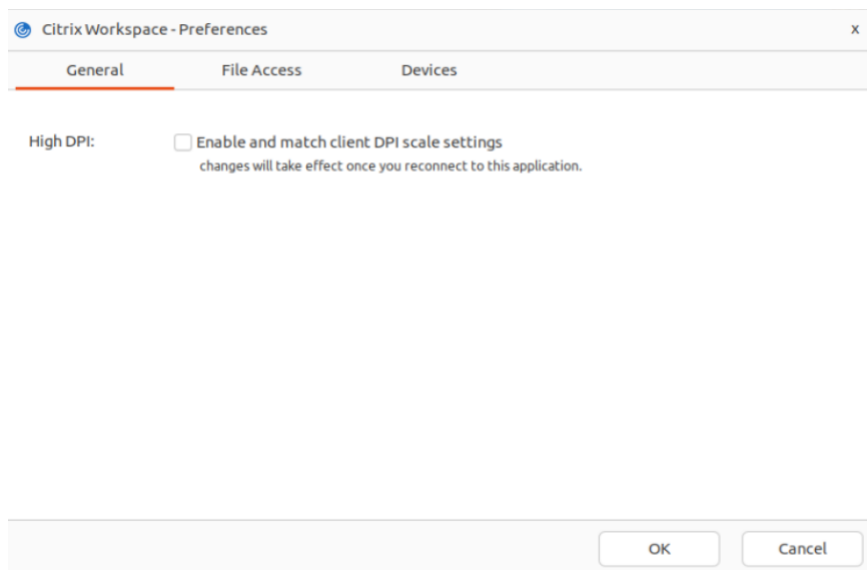 Citrix Workspace - Preferences x
General File Access Devices
High DPI: Enable and match client DPI scale settings
changes will take effect once you reconnect to this application.
OK Cancel